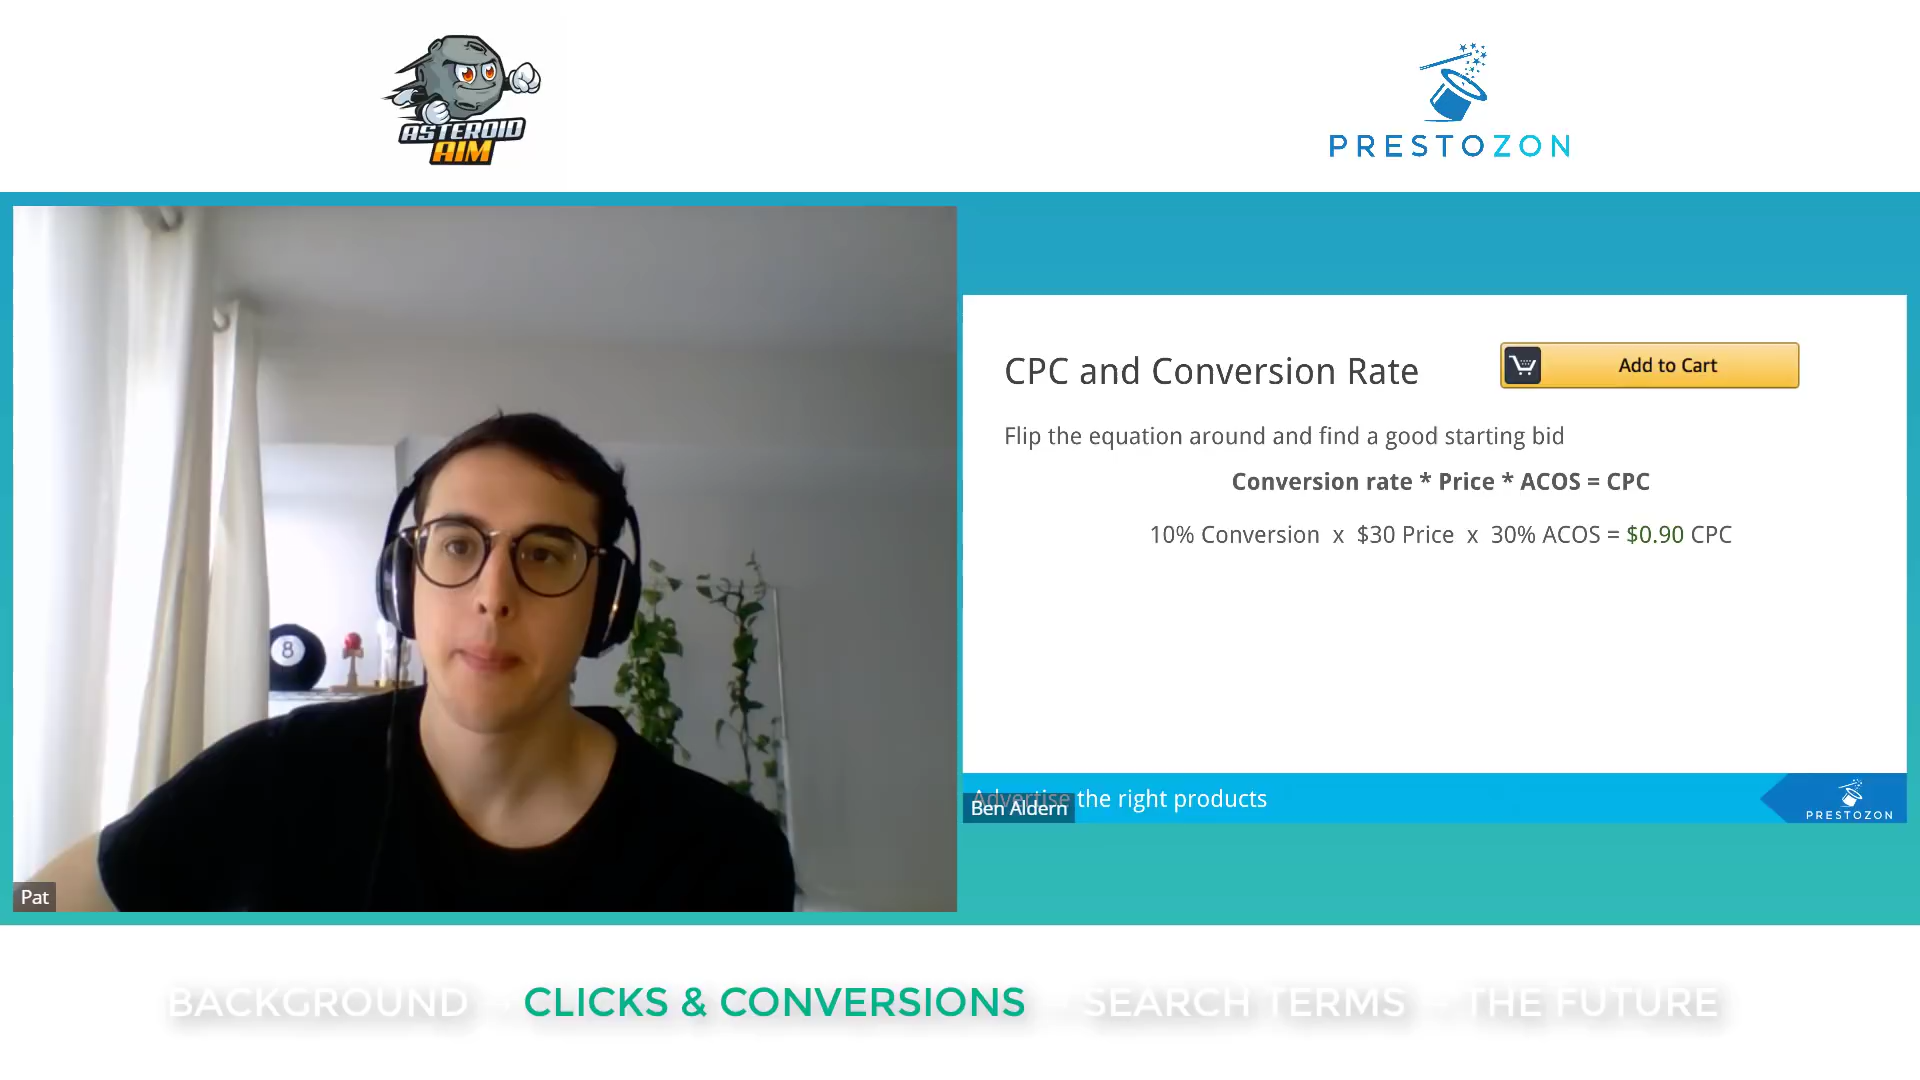 ASTEROID
AIM
PRESTOZON
CPC and Conversion Rate
Add to Cart
Flip the equation around and find a good starting bid
Conversion rate * Price * ACOS = CPC
10% Conversion x $30 Price x 30% ACOS = $0.90 CPC
8
Advertise the right products
Ben Aldern
PRESTOZON
Pat
BACKGROUND – CLICKS & CONVERSIONS – SEARCH TERMS – THE FUTURE